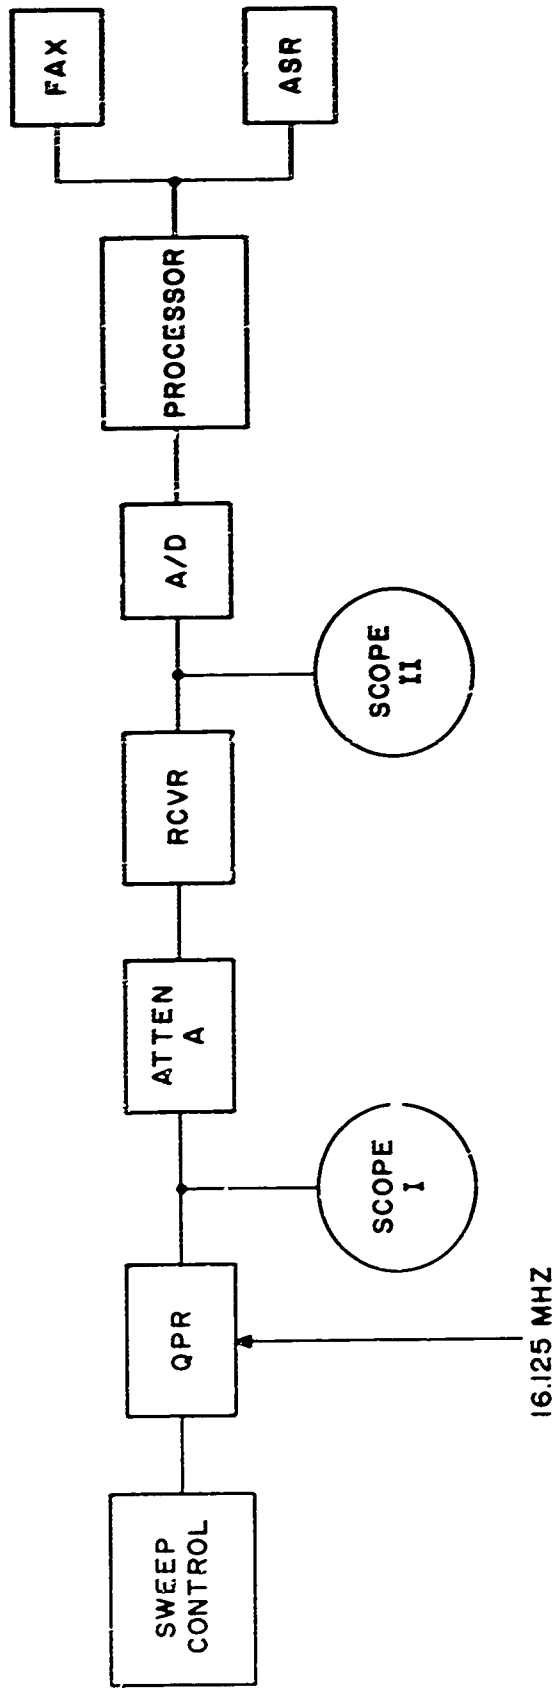 SWEEP
CONTROL
QPR
16.125 MHZ
SCOPE
I
ATTEN
A
RCVR
SCOPE
II
A/D
PROCESSOR
FAX
ASR